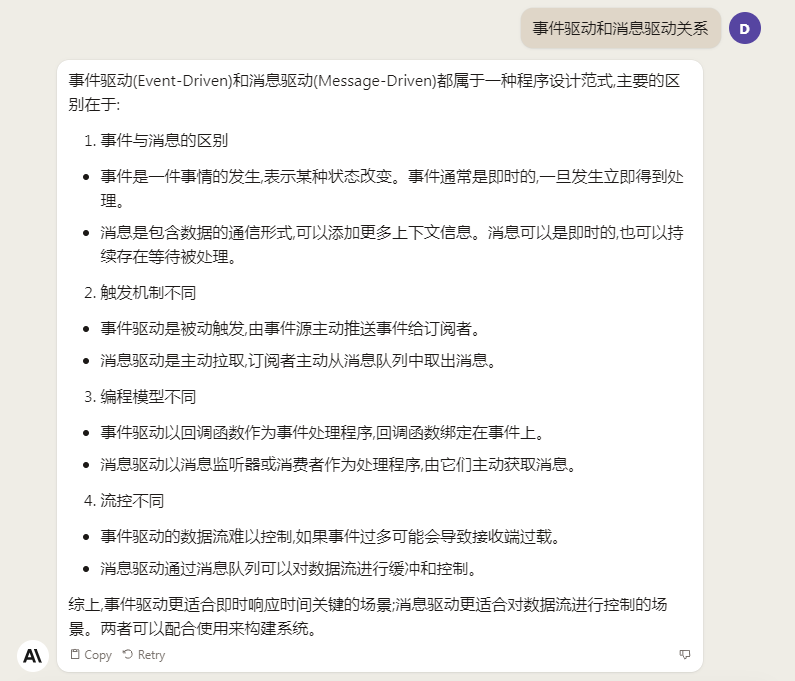 事件驱动和消息驱动关系
D
事件驱动(Event-Driven)和消息驱动(Message-Driven)都属于一种程序设计范式,主要的区
别在于:
1. 事件与消息的区别
• 事件是一件事情的发生,表示某种状态改变。事件通常是即时的,一旦发生立即得到处
理。
• 消息是包含数据的通信形式,可以添加更多上下文信息。消息可以是即时的,也可以持
续存在等待被处理。
2. 触发机制不同
• 事件驱动是被动触发,由事件源主动推送事件给订阅者。
• 消息驱动是主动拉取,订阅者主动从消息队列中取出消息。
3. 编程模型不同
• 事件驱动以回调函数作为事件处理程序,回调函数绑定在事件上。
• 消息驱动以消息监听器或消费者作为处理程序,由它们主动获取消息。
4. 流控不同
• 事件驱动的数据流难以控制,如果事件过多可能会导致接收端过载。
• 消息驱动通过消息队列可以对数据流进行缓冲和控制。
综上,事件驱动更适合即时响应时间关键的场景;消息驱动更适合对数据流进行控制的场
景。两者可以配合使用来构建系统。
A\
Copy Retry